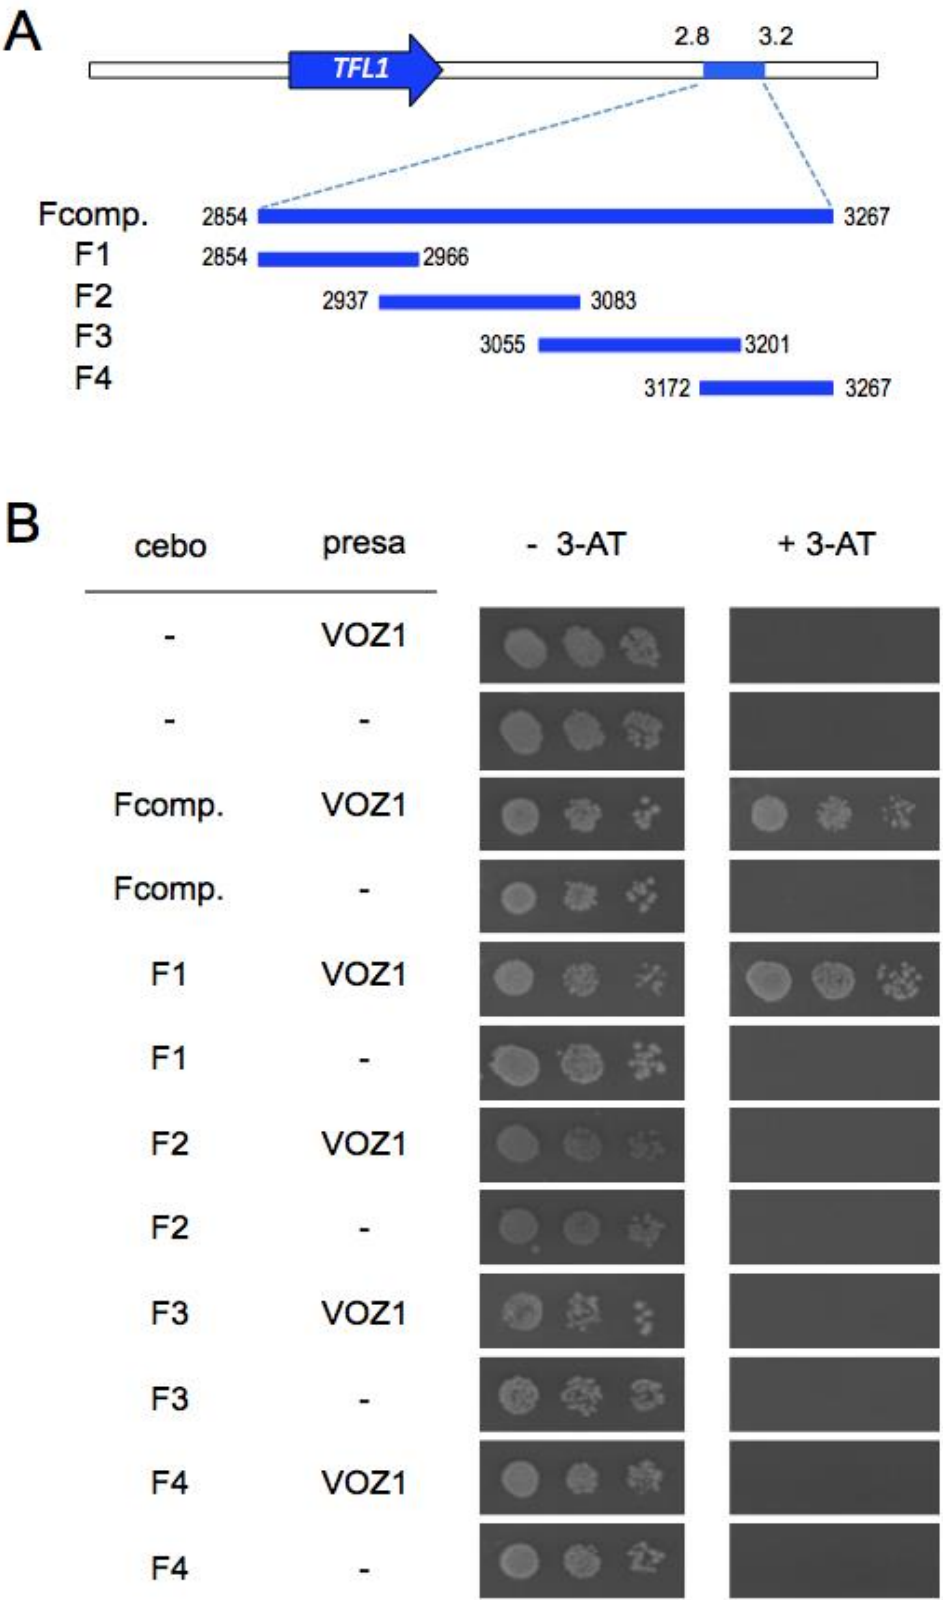 A
2.8 3.2
TFL1
Fcomp. 2854 3267
F1 2854 2966
F2 2937 3083
F3 3055 3201
F4 3172 3267
B
cebo presa - 3-AT + 3-AT
- VOZ1
- -
Fcomp. VOZ1
Fcomp. -
F1 VOZ1
F1 -
F2 VOZ1
F2 -
F3 VOZ1
F3 -
F4 VOZ1
F4 -